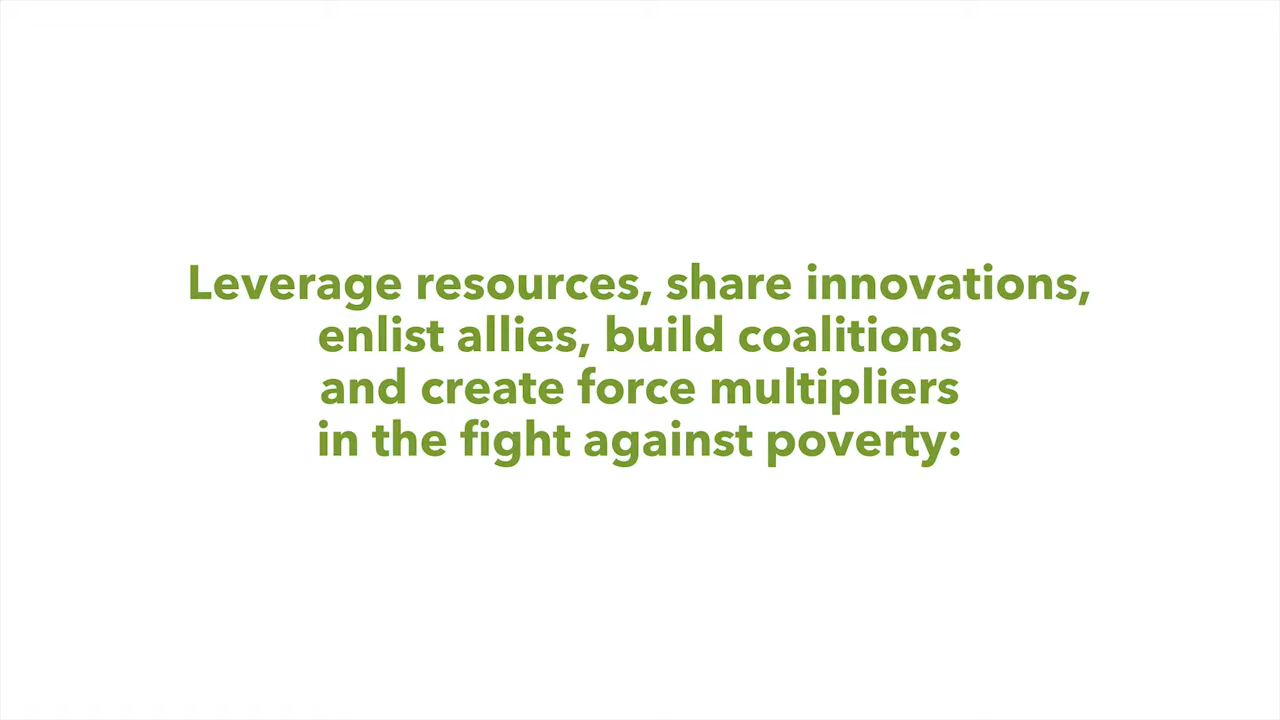 Leverage resources, share innovations,
enlist allies, build coalitions
and create force multipliers
in the fight against poverty: